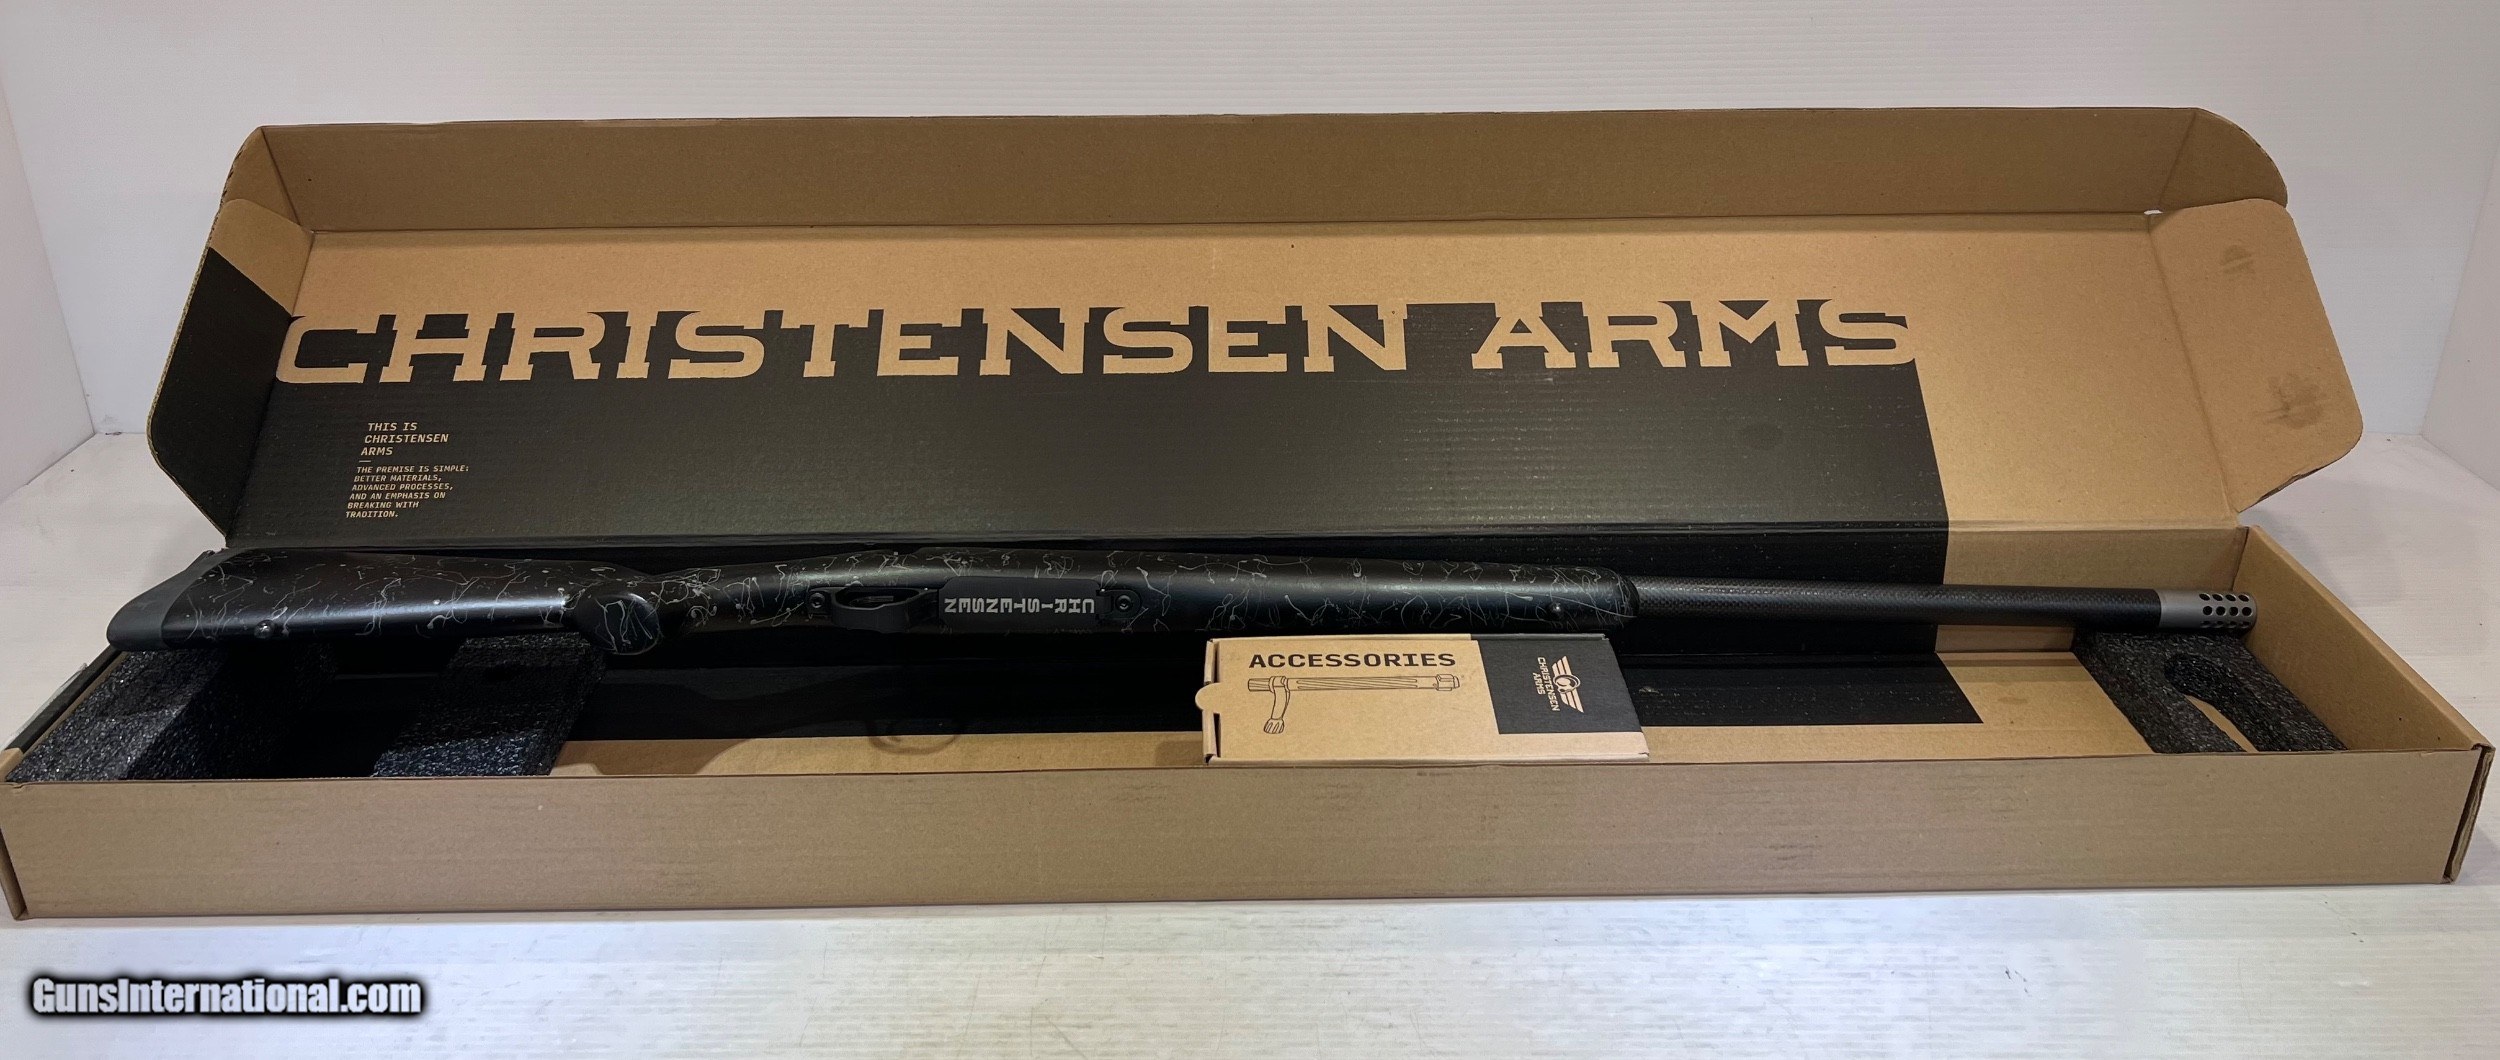 CHRISTENSEN ARMS
THIS IS
CHRISTENSEN
ARMS
THE PREMISE IS SIMPLE:
BETTER MATERIALS,
ADVANCED PROCESSES,
AND AN EMPHASIS ON
BREAKING WITH
TRADITION.
CHRISTENSEN
ACCESSORIES
CHRISTENSEN
ARMS
GunsInternational.com